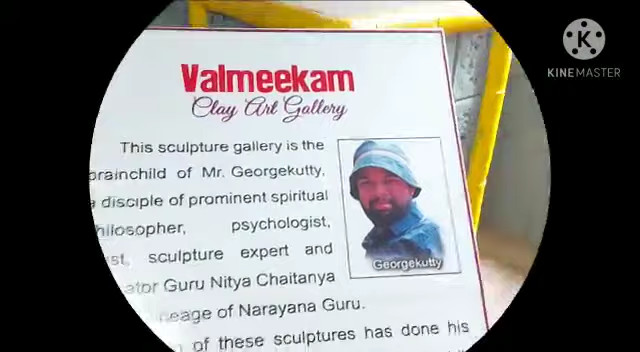 Valmeekam
Clay Art Gallery
This sculpture gallery is the
brainchild of Mr. Georgekutty,
a disciple of prominent spiritual
philosopher, psychologist,
sculpture expert and
Guru Nitya Chaitanya
lineage of Narayana Guru.
of these sculptures has done his
Georgekutty
KINEMASTER